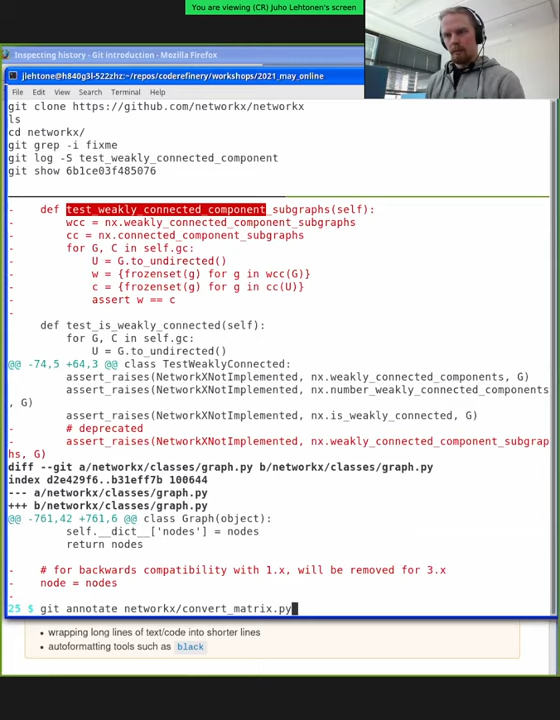 You are viewing (CR) Juho Lehtonen's screen
Inspecting history - Git introduction - Mozilla Firefox
jlehtone@h840g3l-522zhz:~/repos/coderefinery/workshops/2021_may_online
File Edit View Search Terminal Help
git clone https://github.com/networkx/networkx
ls
cd networkx/
git grep -i fixme
git log -S test_weakly_connected_component
git show 6b1ce03f485076
-    def test_weakly_connected_component_subgraphs(self):
-        wcc = nx.weakly_connected_component_subgraphs
-        cc = nx.connected_component_subgraphs
-        for G, C in self.gc:
-            U = G.to_undirected()
-            w = {frozenset(g) for g in wcc(G)}
-            c = {frozenset(g) for g in cc(U)}
-            assert w == c
-
     def test_is_weakly_connected(self):
         for G, C in self.gc:
             U = G.to_undirected()
@@ -74,5 +64,3 @@ class TestWeaklyConnected:
         assert_raises(NetworkXNotImplemented, nx.weakly_connected_components, G)
         assert_raises(NetworkXNotImplemented, nx.number_weakly_connected_components
, G)
         assert_raises(NetworkXNotImplemented, nx.is_weakly_connected, G)
-        # deprecated
-        assert_raises(NetworkXNotImplemented, nx.weakly_connected_component_subgrap
hs, G)
diff --git a/networkx/classes/graph.py b/networkx/classes/graph.py
index d2e429f6..b31eff7b 100644
--- a/networkx/classes/graph.py
+++ b/networkx/classes/graph.py
@@ -761,42 +761,6 @@ class Graph(object):
         self.__dict__['nodes'] = nodes
         return nodes
-    # for backwards compatibility with 1.x, will be removed for 3.x
-    node = nodes
-
25 $ git annotate networkx/convert_matrix.py
• wrapping long lines of text/code into shorter lines
• autoformatting tools such as black